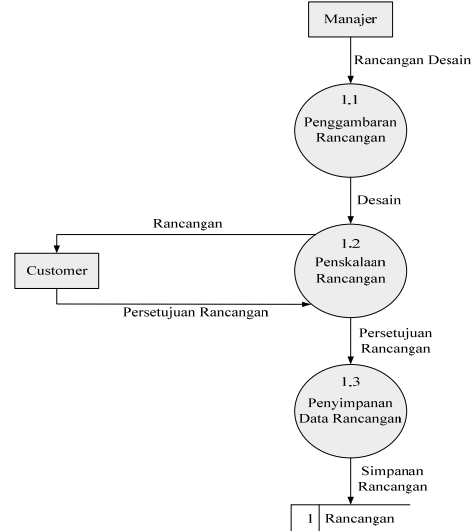 Manajer
Rancangan Desain
1.1
Penggambaran
Rancangan
Desain
Rancangan
1.2
Penskalaan
Rancangan
Customer
Persetujuan Rancangan
Persetujuan
Rancangan
1.3
Penyimpanan
Data Rancangan
Simpanan
Rancangan
1 Rancangan